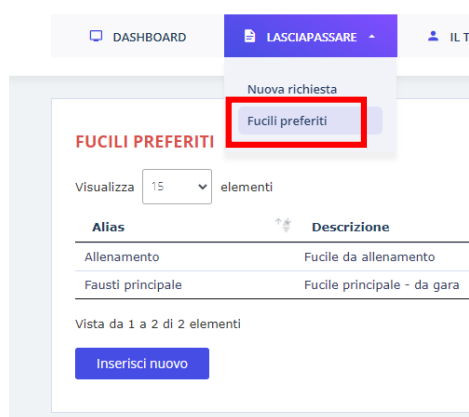 DASHBOARD LASCIAPASSARE IL T
Nuova richiesta
Fucili preferiti
FUCILI PREFERITI
Visualizza 15 elementi
Alias Descrizione
Allenamento Fucile da allenamento
Fausti principale Fucile principale - da gara
Vista da 1 a 2 di 2 elementi
Inserisci nuovo